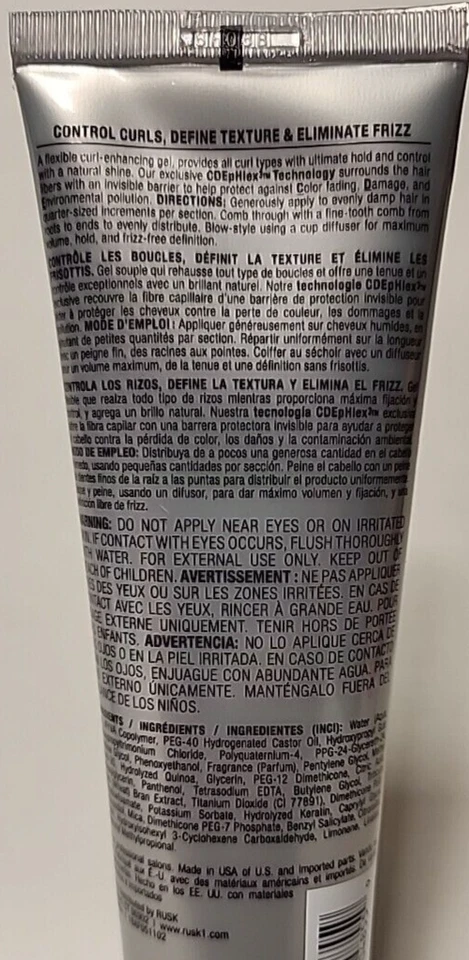 CONTROL CURLS, DEFINE TEXTURE & ELIMINATE FRIZZ
A flexible curl-enhancing gel, provides all curl types with ultimate hold and control
with a natural shine. Our exclusive CDEpHlex3™ Technology surrounds the hair
fibers with an invisible barrier to help protect against Color fading, Damage, and
Environmental pollution. DIRECTIONS: Generously apply to evenly damp hair in
quarter-sized increments per section. Comb through with a fine-tooth comb from
to ends to evenly distribute. Blow-style using a cup diffuser for maximum
volume, hold, and frizz-free definition.
CONTRÔLE LES BOUCLES, DÉFINIT LA TEXTURE ET ÉLIMINE LES
FRISOTTIS. Gel souple qui rehausse tout type de boucles et offre une tenue et un
contrôle exceptionnels avec un brillant naturel. Notre technologie CDEpHlex3™
recouvre la fibre capillaire d'une barrière de protection invisible pour
à protéger les cheveux contre la perte de couleur, les dommages et la
MODE D'EMPLOI: Appliquer généreusement sur cheveux humides, en
de petites quantités par section. Répartir uniformément sur la longueur
un peigne fin, des racines aux pointes. Coiffer au séchoir avec un diffuseur
un volume maximum, de la tenue et une définition sans frisottis.
CONTROLA LOS RIZOS, DEFINE LA TEXTURA Y ELIMINA EL FRIZZ. Gel
que realza todo tipo de rizos mientras proporciona máxima fijación y
y agrega un brillo natural. Nuestra tecnología CDEpHlex3™
la fibra capilar con una barrera protectora invisible para ayudar a proteger
cabello contra la pérdida de color, los daños y la contaminación ambiental
DE EMPLEO: Distribuya de a pocos una generosa cantidad en el cabello
usando pequeñas cantidades por sección. Peine el cabello con un peine
dientes finos de la raíz a las puntas para distribuir el producto uniformemente
y peine, usando un difusor, para dar máximo volumen y fijación, y una
libre de frizz.
WARNING: DO NOT APPLY NEAR EYES OR ON IRRITATED
IF CONTACT WITH EYES OCCURS, FLUSH THOROUGHLY
WATER. FOR EXTERNAL USE ONLY. KEEP OUT OF
OF CHILDREN. AVERTISSEMENT : NE PAS APPLIQUER
DES YEUX OU SUR LES ZONES IRRITÉES. EN CAS DE
AVEC LES YEUX, RINCER À GRANDE EAU. POUR
EXTERNE UNIQUEMENT. TENIR HORS DE PORTÉE
ENFANTS. ADVERTENCIA: NO LO APLIQUE CERCA DE
OJOS O EN LA PIEL IRRITADA. EN CASO DE CONTACTO
LOS OJOS, ENJUAGUE CON ABUNDANTE AGUA. PARA
EXTERNO ÚNICAMENTE. MANTÉNGALO FUERA DEL
DE LOS NIÑOS.
/ INGRÉDIENTS / INGREDIENTES (INCI): Water
Copolymer, PEG-40 Hydrogenated Castor Oil, Hydroxypropyl
Chloride, Polyquaternium-4, PPG-24-Glycereth
Phenoxyethanol, Fragrance (Parfum), Pentylene Glycol,
Hydrolyzed Quinoa, Glycerin, PEG-12 Dimethicone,
Panthenol, Tetrasodium EDTA, Butylene Glycol,
Bran Extract, Titanium Dioxide (CI 77891), Dimethicone
Potassium Sorbate, Hydrolyzed Keratin,
Mica, Dimethicone PEG-7 Phosphate, Benzyl Salicylate,
3-Cyclohexene Carboxaldehyde, Limonene,
salons. Made in USA of U.S. and Imported parts.
É.-U. avec des matériaux américains et importés.
Hecho en los EE. UU. con materiales
by RUSK
www.rusk1.com